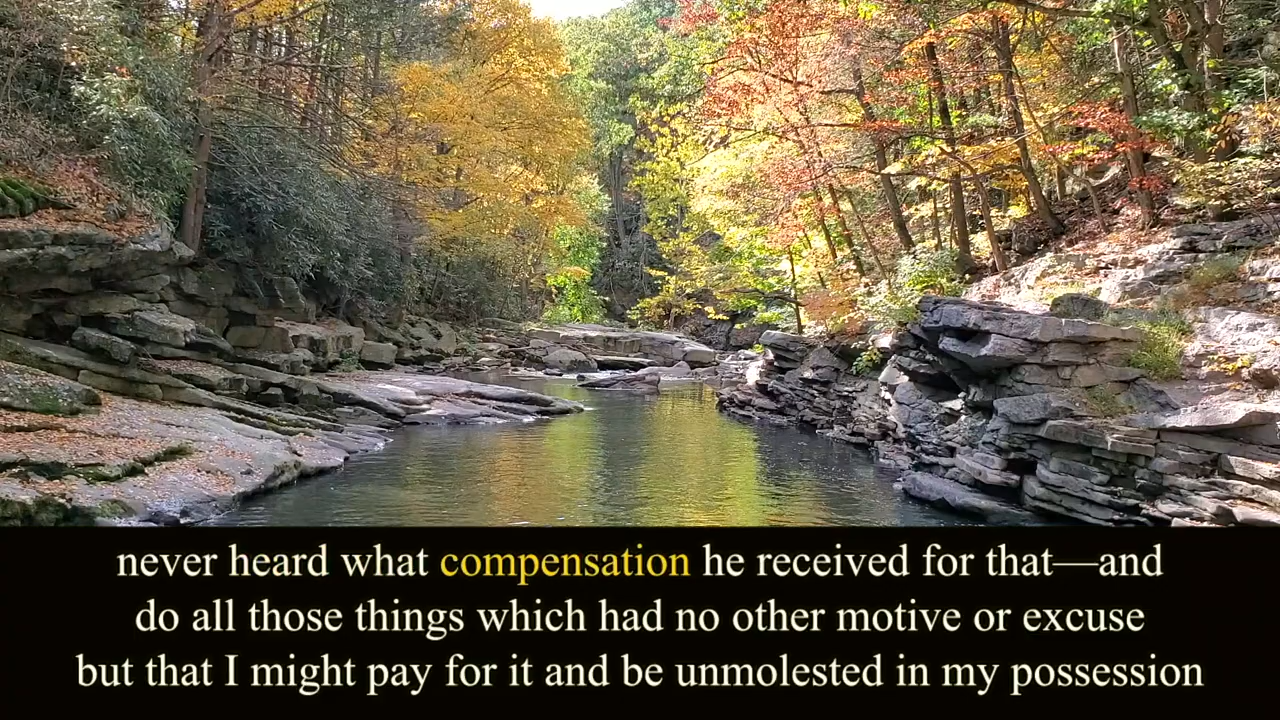 never heard what compensation he received for that—and
do all those things which had no other motive or excuse
but that I might pay for it and be unmolested in my possession